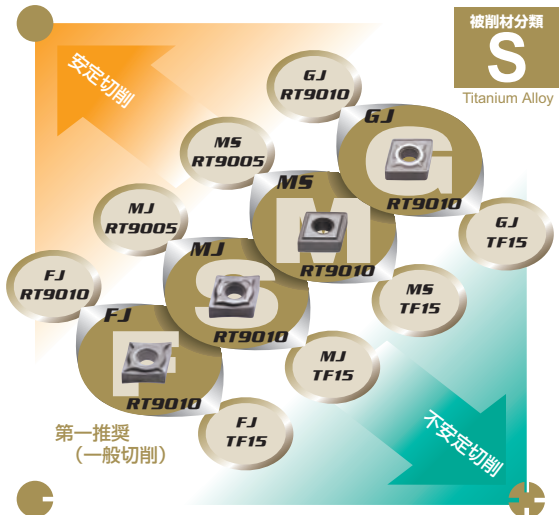 被削材分類
S
Titanium Alloy
安定切削
GJ
RT9010
GJ
G
RT9010
MS
RT9005
MS
M
RT9010
GJ
TF15
MJ
RT9005
MJ
S
RT9010
MS
TF15
FJ
RT9010
FJ
F
RT9010
MJ
TF15
FJ
TF15
第一推奨
（一般切削）
不安定切削